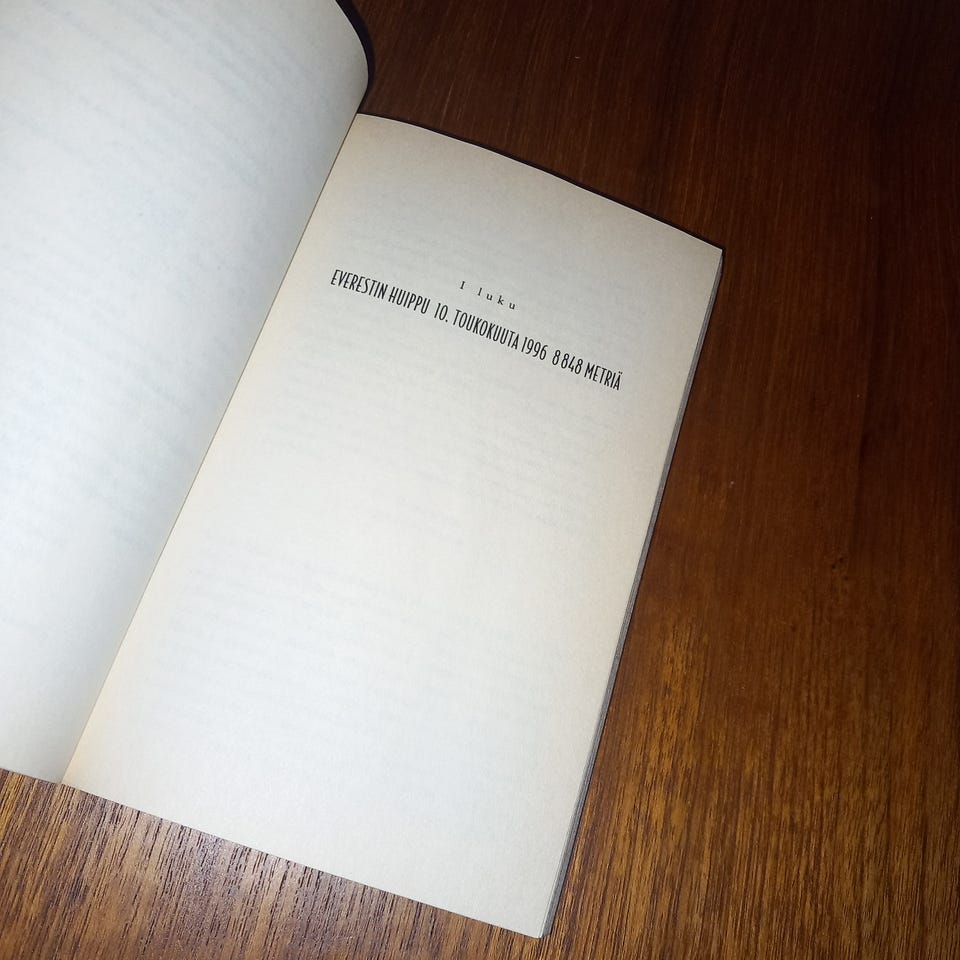 I luku
EVERESTIN HUIPPU 10. TOUKOKUUTA 1996 8 848 METRIÄ